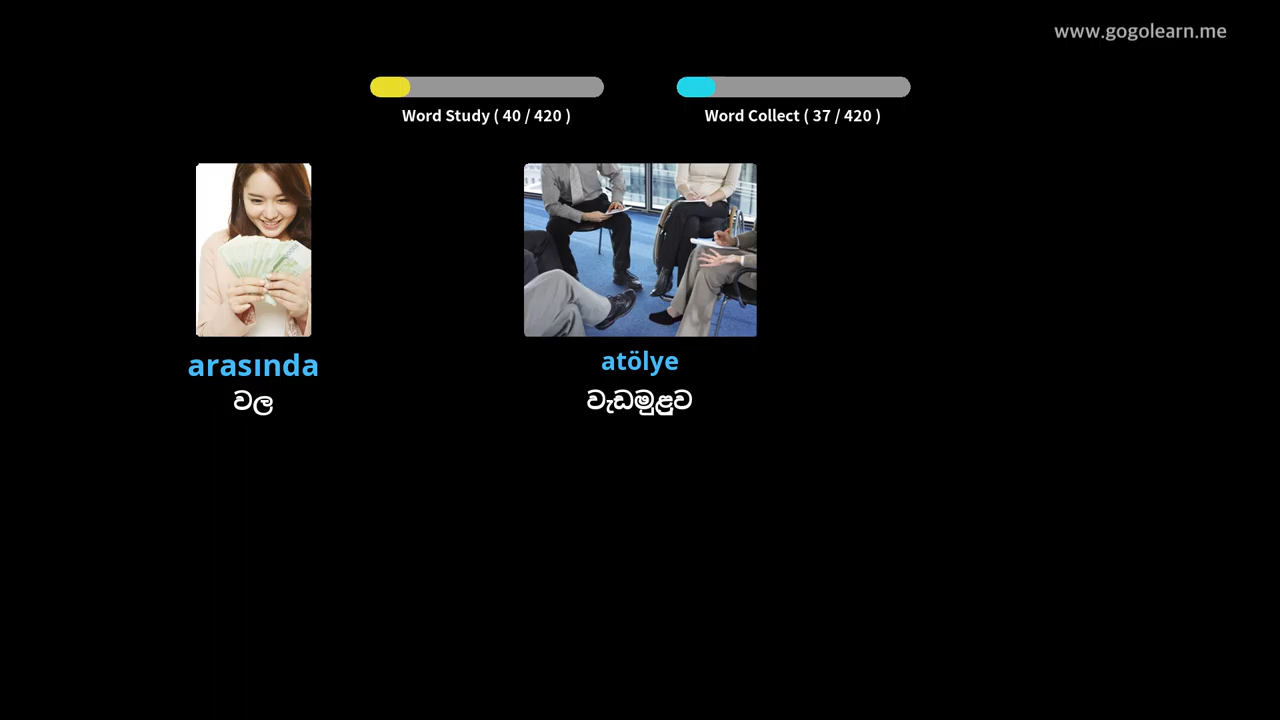 www.gogolearn.me
Word Study ( 40 / 420 )
Word Collect ( 37 / 420 )
arasında
වල
atölye
වැඩමුළුව